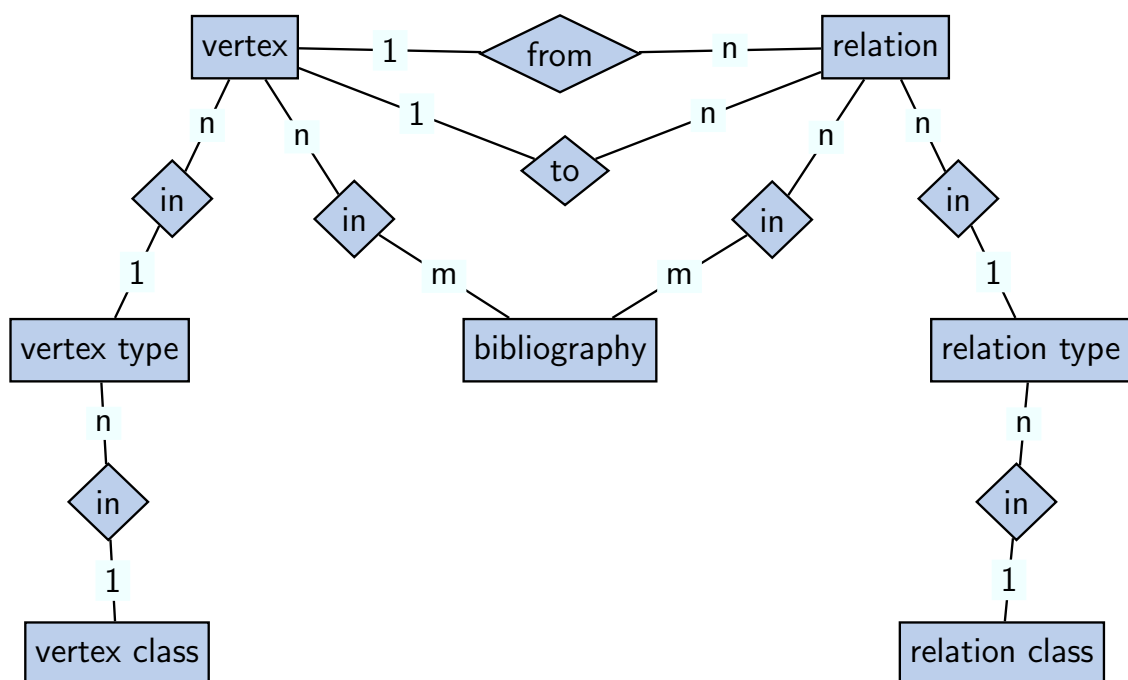 vertex
1
from
n
relation
1
to
n
n
n
n
n
in
in
in
in
1
m
m
1
vertex type
bibliography
relation type
n
n
in
in
1
1
vertex class
relation class